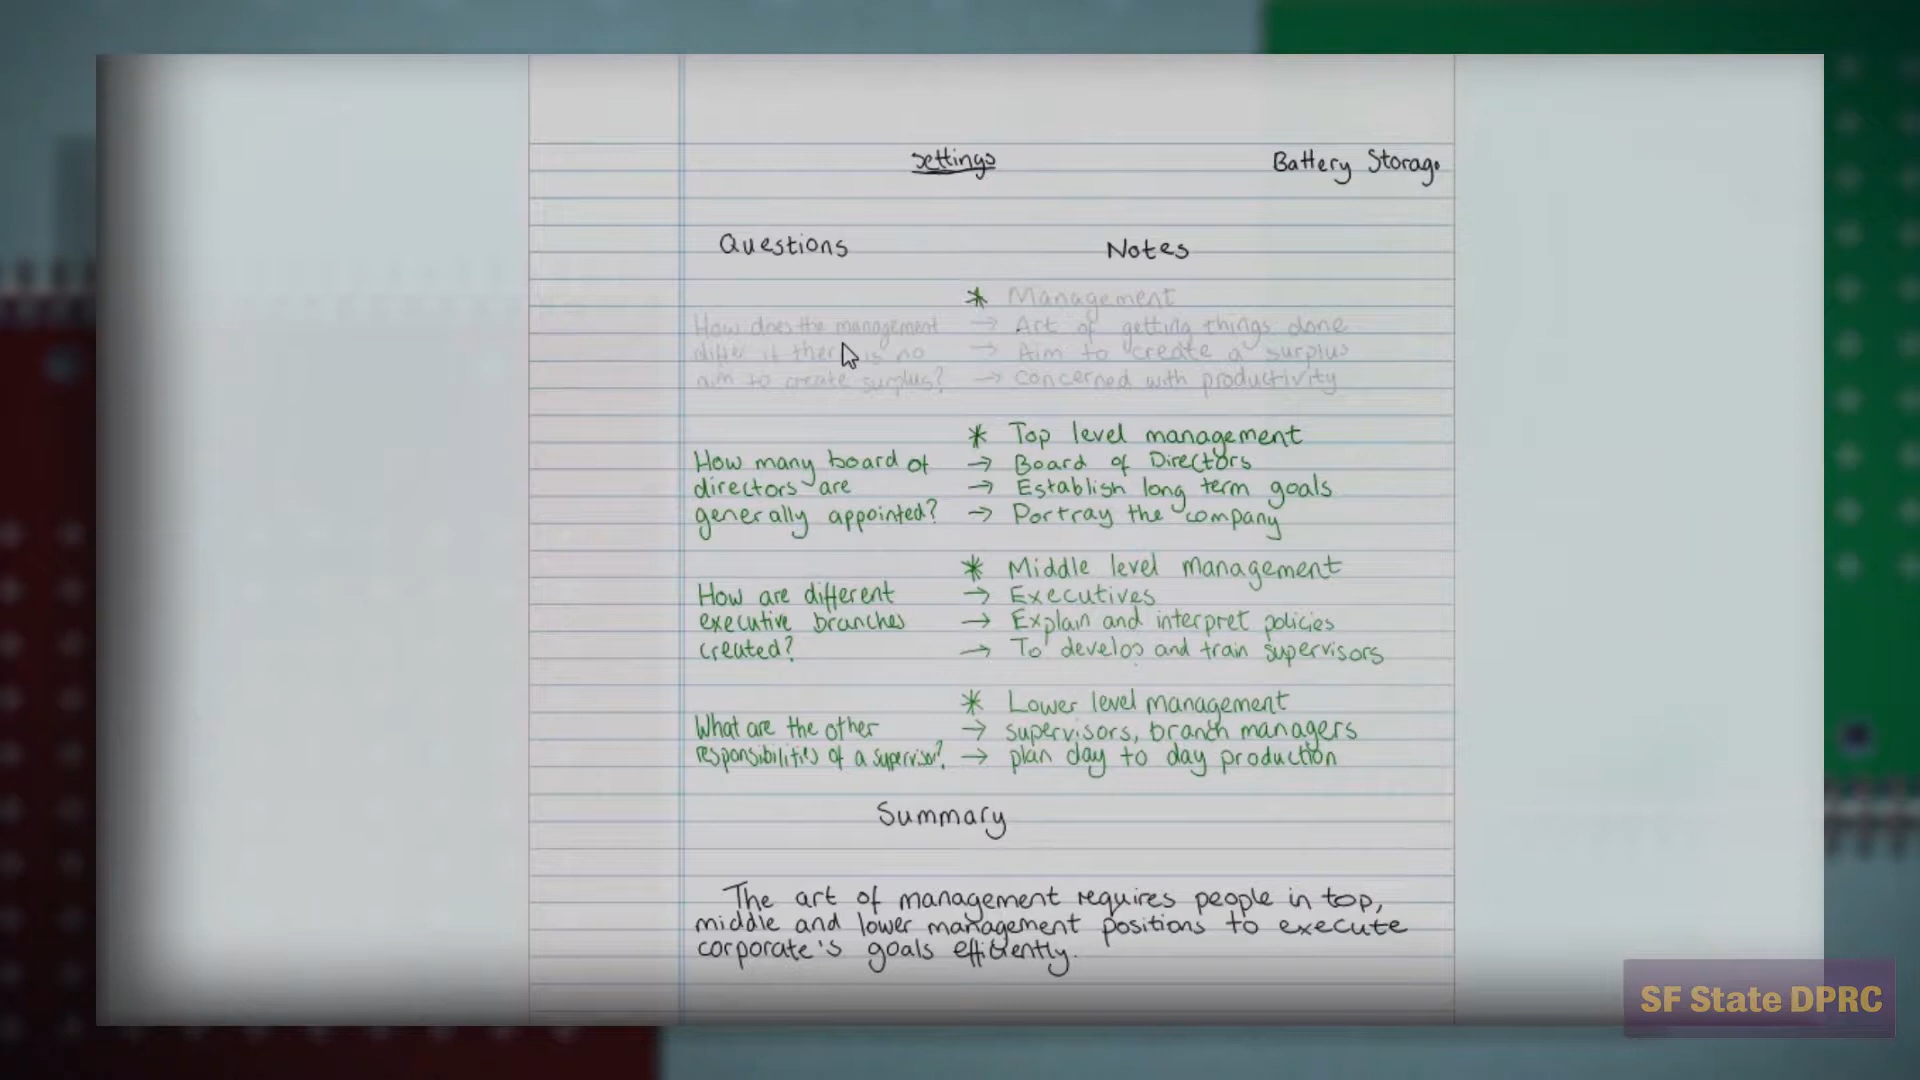 settings
Battery Storage
Questions
Notes
* Management
How does the management → Art of getting things done
differ if there is no → Aim to create a surplus
aim to create surplus? → Concerned with productivity
* Top level management
How many board of → Board of Directors
directors are → Establish long term goals
generally appointed? → Portray the company
* Middle level management
How are different → Executives
executive branches → Explain and interpret policies
created? → To develop and train supervisors
* Lower level management
What are the other → supervisors, branch managers
responsibilities of a supervisor? → plan day to day production
Summary
The art of management requires people in top,
middle and lower management positions to execute
corporate's goals efficiently.
SF State DPRC